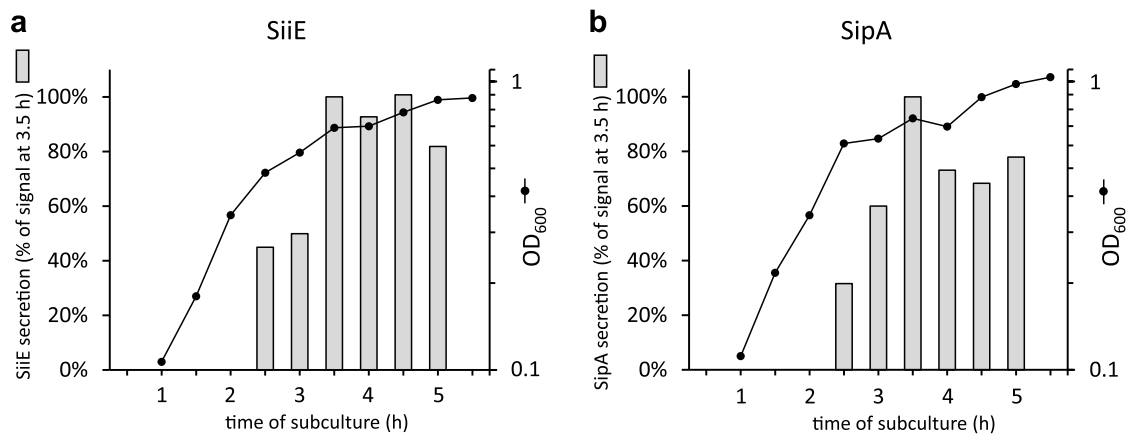 a
SiiE
SiiE secretion (% of signal at 3.5 h)
100%
80%
60%
40%
20%
0%
1
0.1
OD600
1 2 3 4 5
time of subculture (h)
b
SipA
SipA secretion (% of signal at 3.5 h)
100%
80%
60%
40%
20%
0%
1
0.1
OD600
1 2 3 4 5
time of subculture (h)